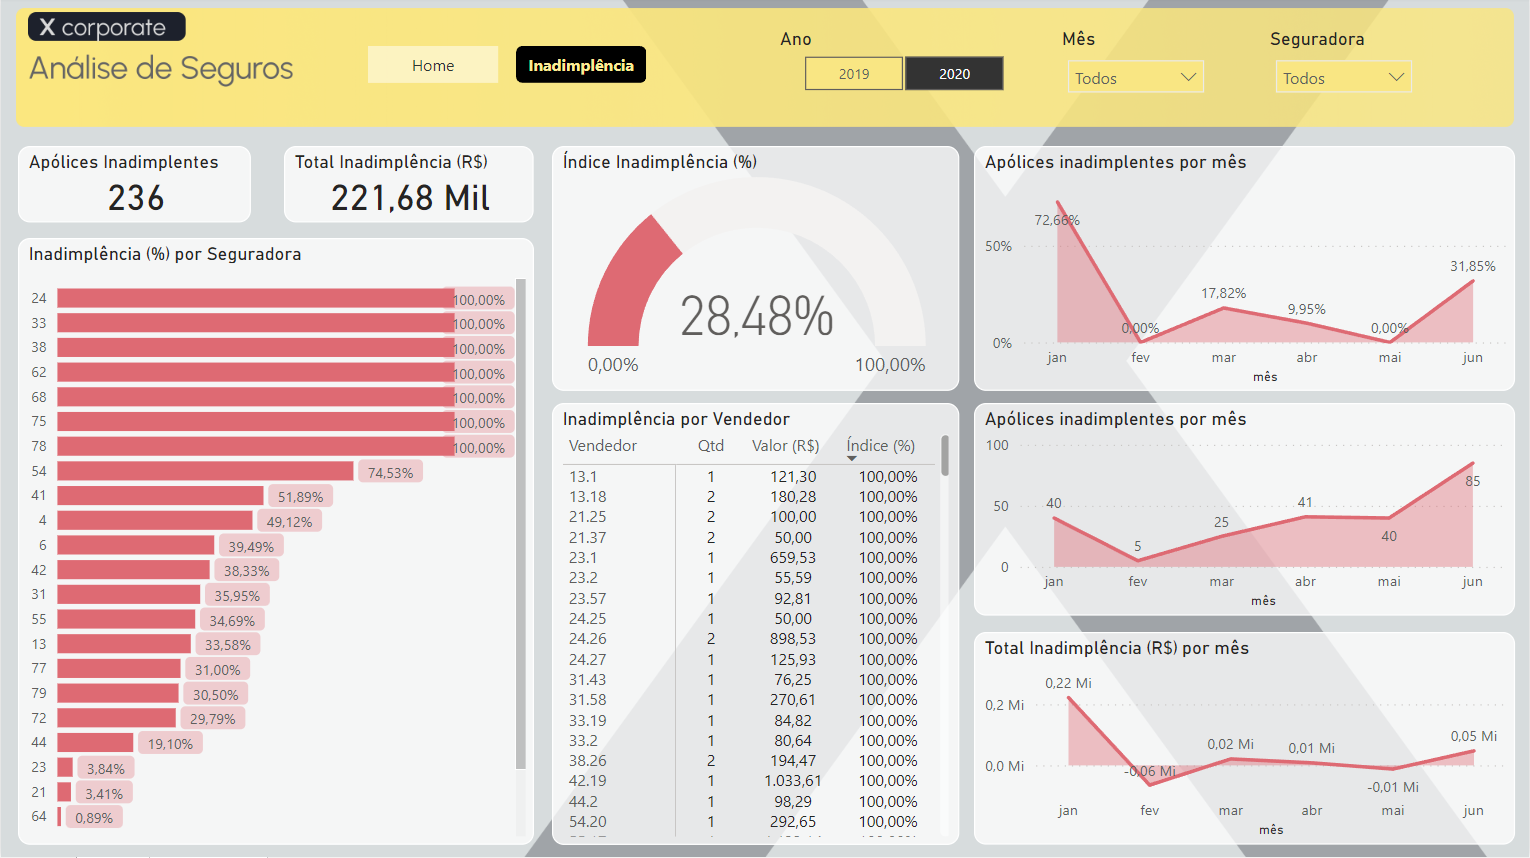 X corporate
Análise de Seguros
Home
Inadimplência
Ano
2019
2020
Mês
Todos
Seguradora
Todos
Apólices Inadimplentes
236
Total Inadimplência (R$)
221,68 Mil
Inadimplência (%) por Seguradora
24 100,00%
33 100,00%
38 100,00%
62 100,00%
68 100,00%
75 100,00%
78 100,00%
54 74,53%
41 51,89%
4 49,12%
6 39,49%
42 38,33%
31 35,95%
55 34,69%
13 33,58%
77 31,00%
79 30,50%
72 29,79%
44 19,10%
23 3,84%
21 3,41%
64 0,89%
Índice Inadimplência (%)
28,48%
0,00% 100,00%
Inadimplência por Vendedor
Vendedor Qtd Valor (R$) Índice (%)
13.1 1 121,30 100,00%
13.18 2 180,28 100,00%
21.25 2 100,00 100,00%
21.37 2 50,00 100,00%
23.1 1 659,53 100,00%
23.2 1 55,59 100,00%
23.57 1 92,81 100,00%
24.25 1 50,00 100,00%
24.26 2 898,53 100,00%
24.27 1 125,93 100,00%
31.43 1 76,25 100,00%
31.58 1 270,61 100,00%
33.19 1 84,82 100,00%
33.2 1 80,64 100,00%
38.26 2 194,47 100,00%
42.19 1 1.033,61 100,00%
44.2 1 98,29 100,00%
54.20 1 292,65 100,00%
Apólices inadimplentes por mês
72,66%
50%
31,85%
17,82%
9,95%
0,00%
0,00%
0%
jan fev mar abr mai jun
mês
Apólices inadimplentes por mês
100
85
40
50
41
25
40
5
0
jan fev mar abr mai jun
mês
Total Inadimplência (R$) por mês
0,22 Mi
0,2 Mi
0,05 Mi
0,02 Mi
0,01 Mi
0,0 Mi
-0,06 Mi
-0,01 Mi
jan fev mar abr mai jun
mês